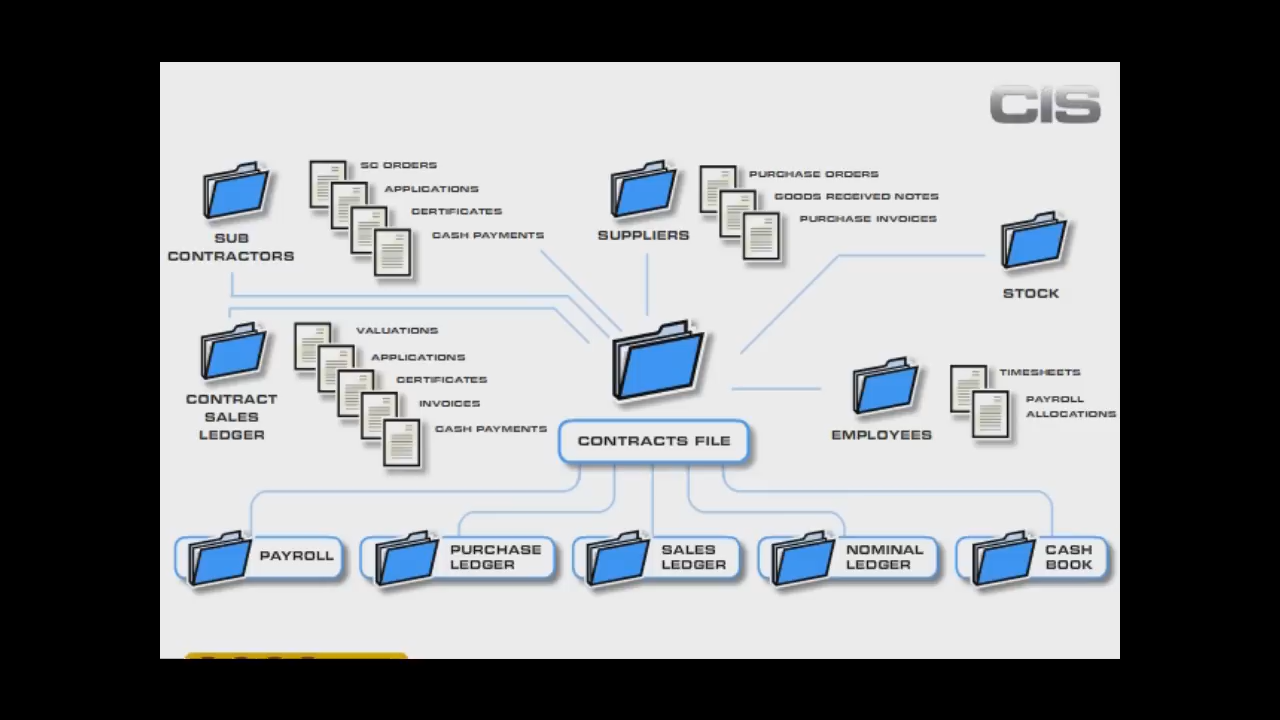 CIS
SC ORDERS
APPLICATIONS
CERTIFICATES
CASH PAYMENTS
SUB
CONTRACTORS
PURCHASE ORDERS
GOODS RECEIVED NOTES
PURCHASE INVOICES
SUPPLIERS
STOCK
VALUATIONS
APPLICATIONS
CERTIFICATES
INVOICES
CASH PAYMENTS
CONTRACT
SALES
LEDGER
TIMESHEETS
PAYROLL
ALLOCATIONS
EMPLOYEES
CONTRACTS FILE
PAYROLL
PURCHASE
LEDGER
SALES
LEDGER
NOMINAL
LEDGER
CASH
BOOK